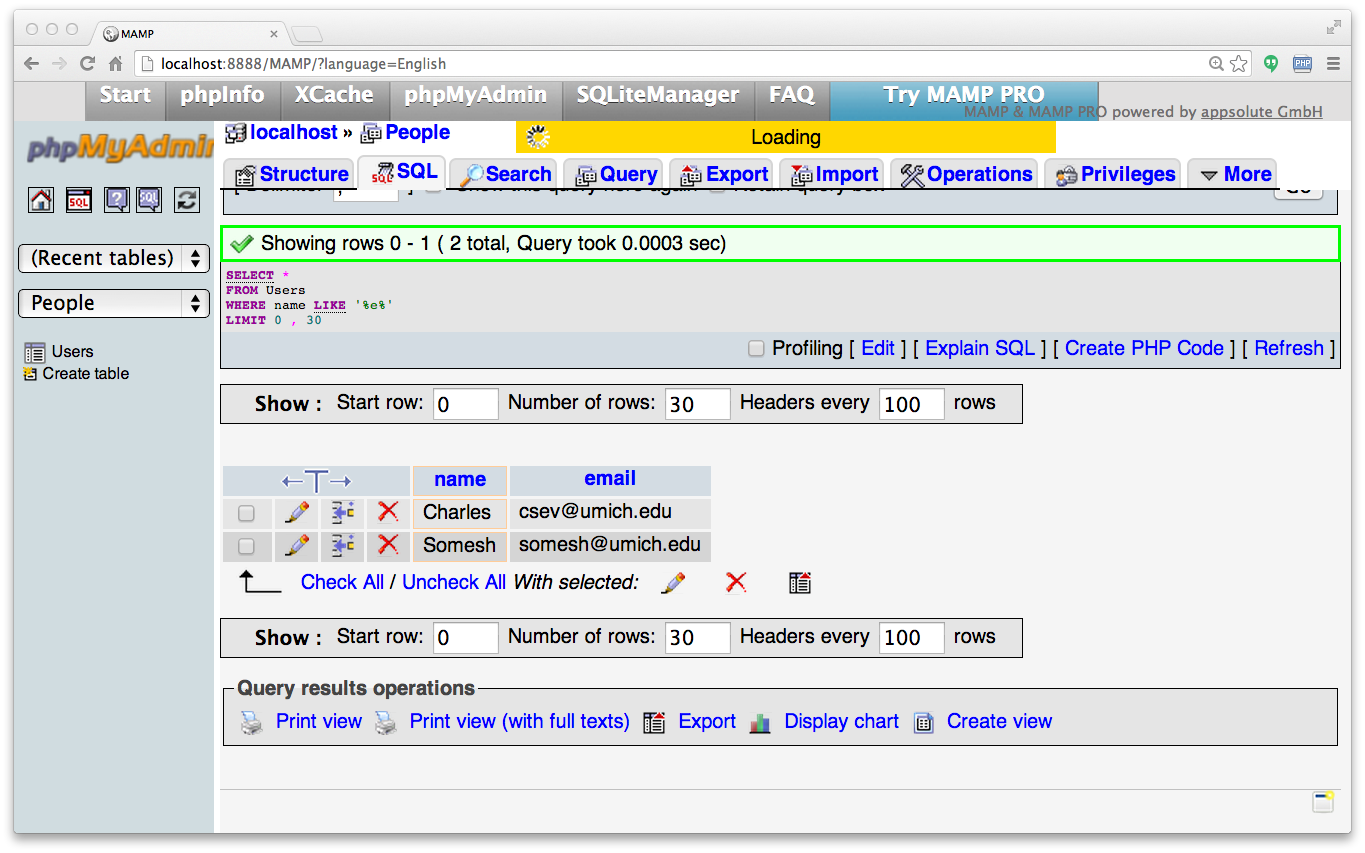 MAMP
localhost:8888/MAMP/?language=English
PHP
Start phpInfo XCache phpMyAdmin SQLiteManager FAQ Try MAMP PRO
MAMP & MAMP PRO powered by appsolute GmbH
phpMyAdmin
localhost » People
Loading
Structure SQL Search Query Export Import Operations Privileges More
SQL
SQL
(Recent tables)
People
Users
Create table
Showing rows 0 - 1 ( 2 total, Query took 0.0003 sec)
SELECT *
FROM Users
WHERE name LIKE '%e%'
LIMIT 0 , 30
Profiling [ Edit ] [ Explain SQL ] [ Create PHP Code ] [ Refresh ]
Show : Start row: 0 Number of rows: 30 Headers every 100 rows
←T→ name email
Charles csev@umich.edu
Somesh somesh@umich.edu
Check All / Uncheck All With selected:
Show : Start row: 0 Number of rows: 30 Headers every 100 rows
Query results operations
Print view Print view (with full texts) Export Display chart Create view